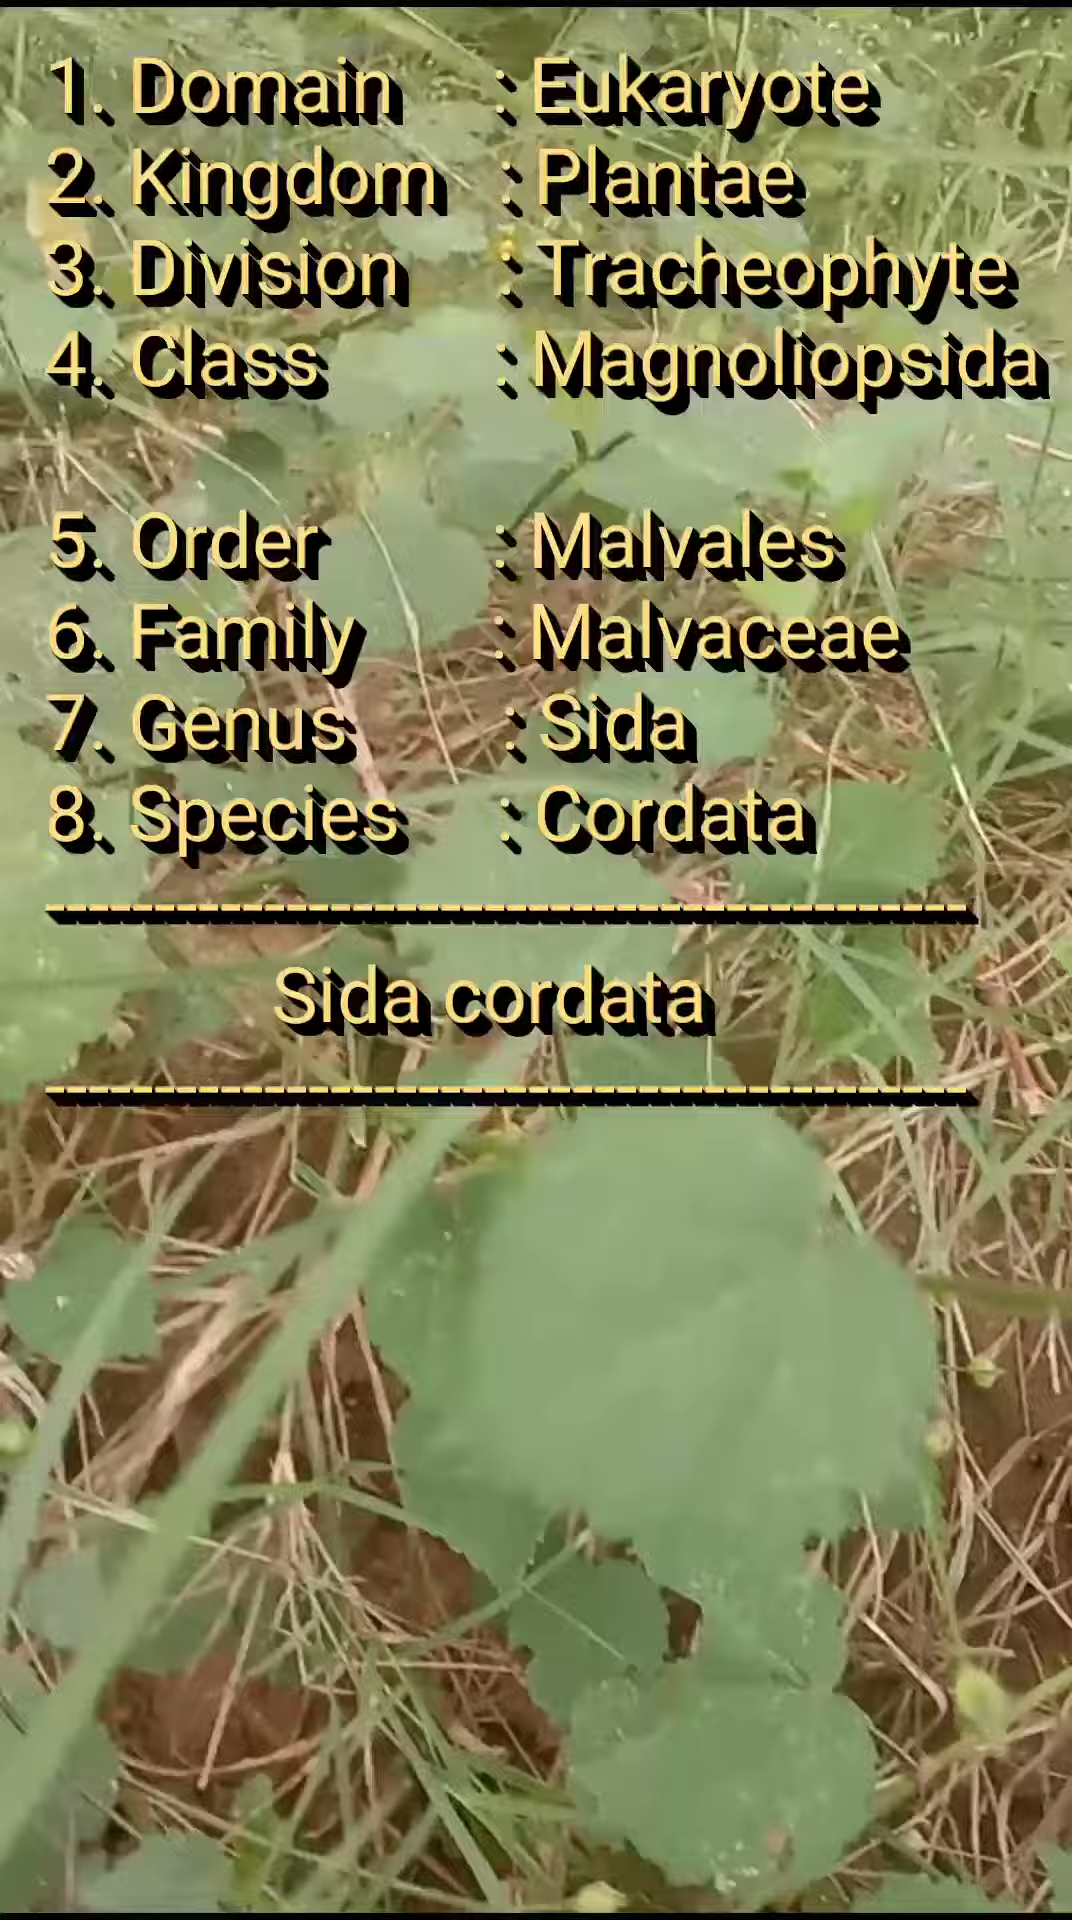 1. Domain : Eukaryote
2. Kingdom : Plantae
3. Division : Tracheophyte
4. Class : Magnoliopsida
5. Order : Malvales
6. Family : Malvaceae
7. Genus : Sida
8. Species : Cordata
-------------------------------------------
Sida cordata
-------------------------------------------